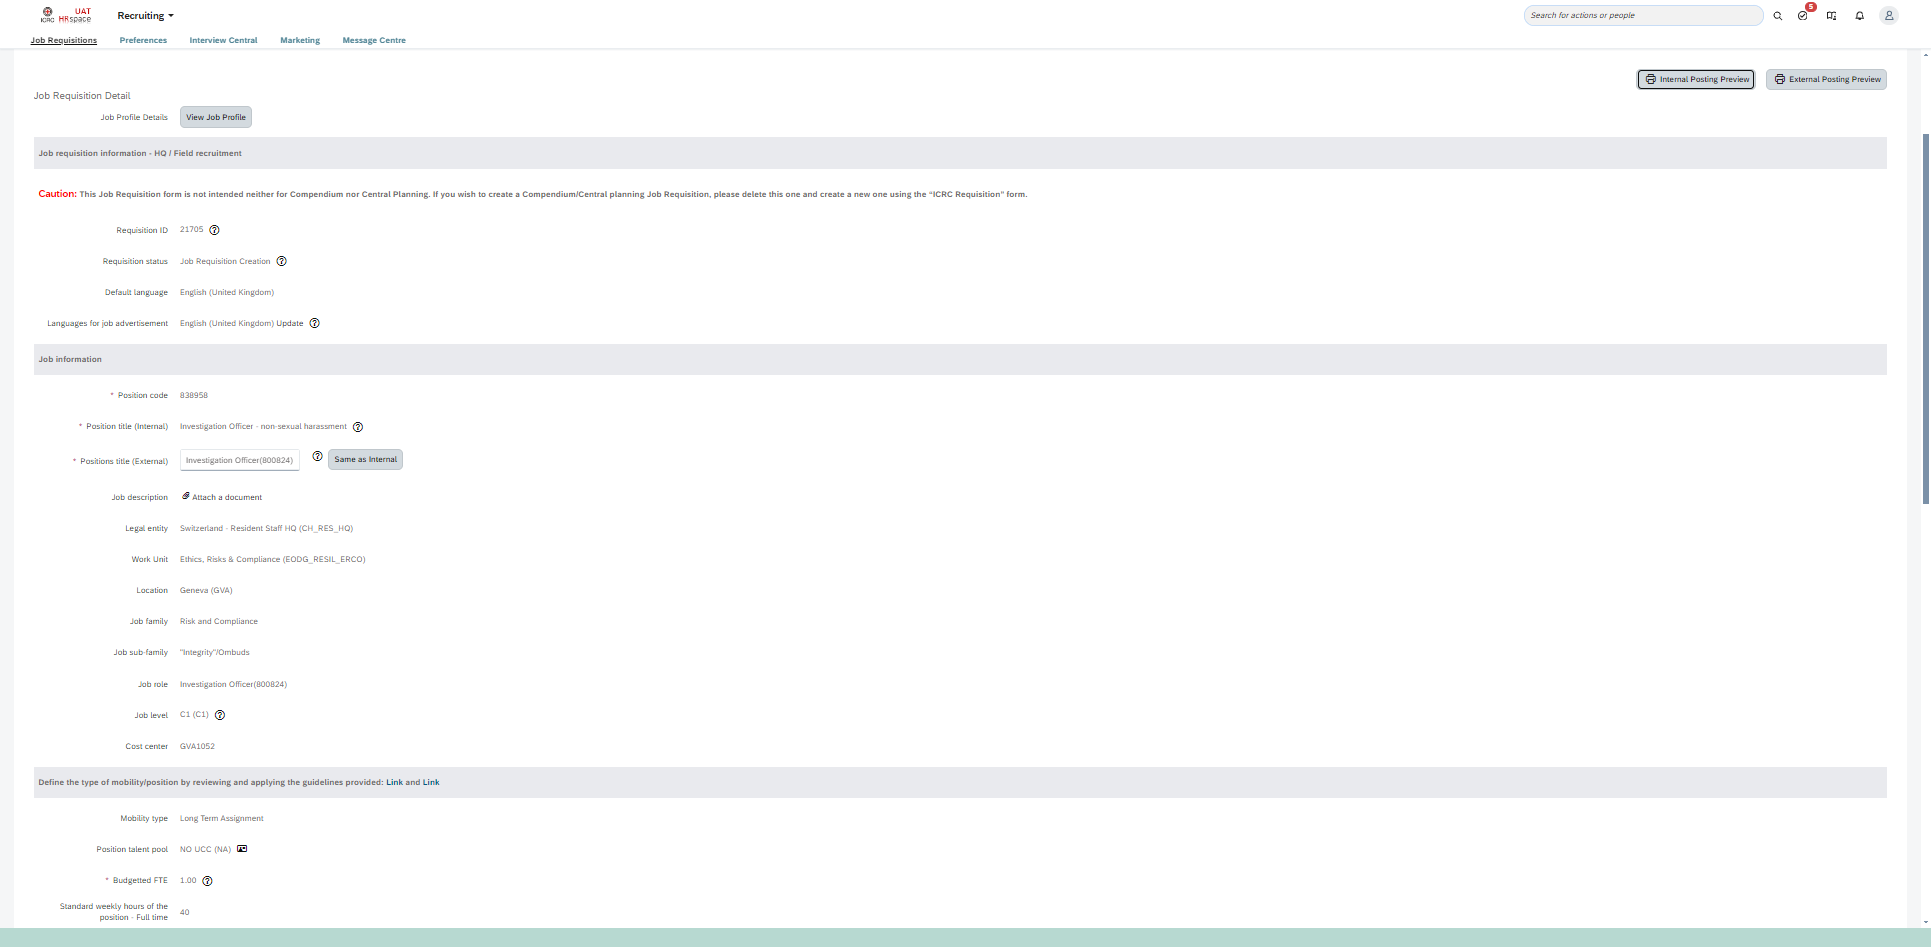 ICRC UAT HRspace
Recruiting
Search for actions or people
5
Job Requisitions Preferences Interview Central Marketing Message Centre
Internal Posting Preview External Posting Preview
Job Requisition Detail
Job Profile Details View Job Profile
Job requisition information - HQ / Field recruitment
Caution: This Job Requisition form is not intended neither for Compendium nor Central Planning. If you wish to create a Compendium/Central planning Job Requisition, please delete this one and create a new one using the “ICRC Requisition” form.
Requisition ID 21705
Requisition status Job Requisition Creation
Default language English (United Kingdom)
Languages for job advertisement English (United Kingdom) Update
Job information
* Position code 838958
* Position title (Internal) Investigation Officer - non-sexual harassment
* Positions title (External) Investigation Officer(800824) Same as Internal
Job description Attach a document
Legal entity Switzerland - Resident Staff HQ (CH_RES_HQ)
Work Unit Ethics, Risks & Compliance (EODG_RESIL_ERCO)
Location Geneva (GVA)
Job family Risk and Compliance
Job sub-family "Integrity"/Ombuds
Job role Investigation Officer(800824)
Job level C1 (C1)
Cost center GVA1052
Define the type of mobility/position by reviewing and applying the guidelines provided: Link and Link
Mobility type Long Term Assignment
Position talent pool NO UCC (NA)
* Budgetted FTE 1.00
Standard weekly hours of the
position - Full time 40